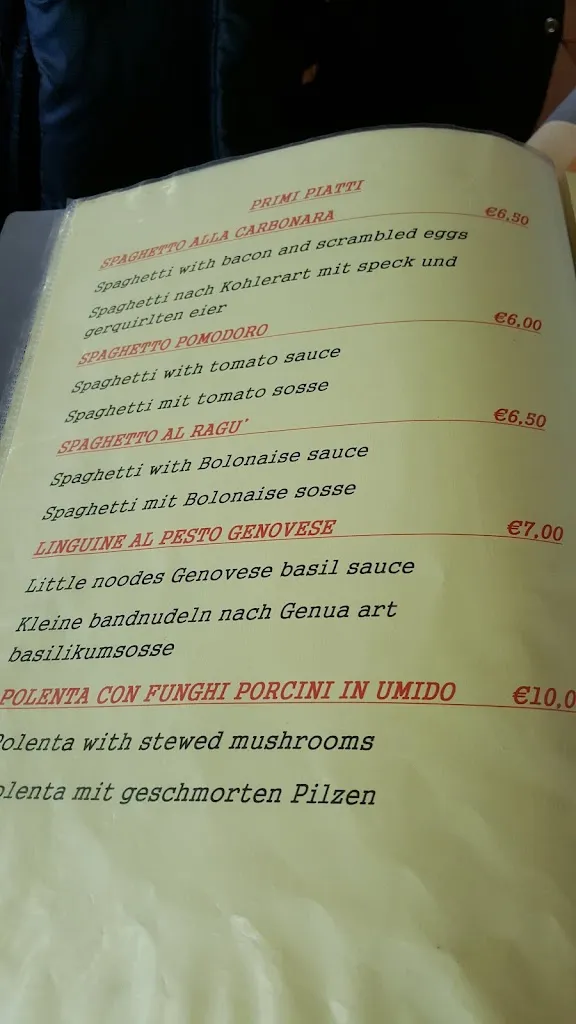 PRIMI PIATTI
SPAGHETTO ALLA CARBONARA €6,50
Spaghetti with bacon and scrambled eggs
Spaghetti nach Kohlerart mit speck und
gerquirlten eier
SPAGHETTO POMODORO €6,00
Spaghetti with tomato sauce
Spaghetti mit tomato sosse
SPAGHETTO AL RAGU' €6,50
Spaghetti with Bolonaise sauce
Spaghetti mit Bolonaise sosse
LINGUINE AL PESTO GENOVESE €7,00
Little noodes Genovese basil sauce
Kleine bandnudeln nach Genua art
basilikumsosse
POLENTA CON FUNGHI PORCINI IN UMIDO €10,0
Polenta with stewed mushrooms
olenta mit geschmorten Pilzen